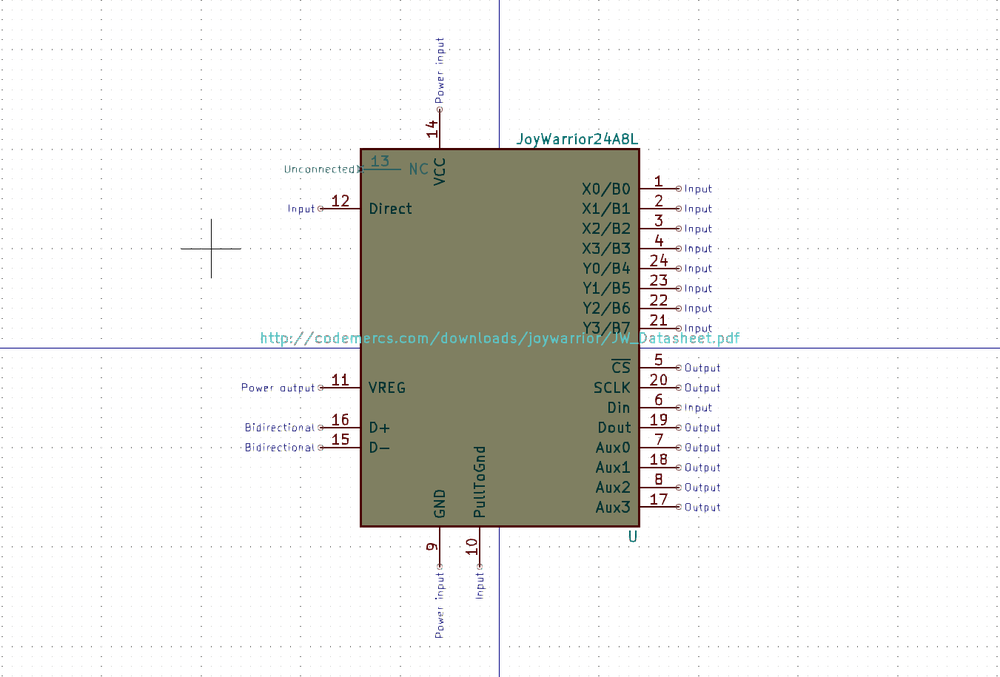 Power input
14
JoyWarrior24A8L
Unconnected 13 NC
VCC
X0/B0 1 Input
Input 12 Direct
X1/B1 2 Input
X2/B2 3 Input
X3/B3 4 Input
Y0/B4 24 Input
Y1/B5 23 Input
Y2/B6 22 Input
Y3/B7 21 Input
http://codemercs.com/downloads/joywarrior/JW_Datasheet.pdf
CS 5 Output
Power output 11 VREG
SCLK 20 Output
Din 6 Input
Bidirectional 16 D+
Dout 19 Output
Bidirectional 15 D-
Aux0 7 Output
Aux1 18 Output
Aux2 8 Output
Aux3 17 Output
GND
PullToGnd
U
9
10
Power input
Input